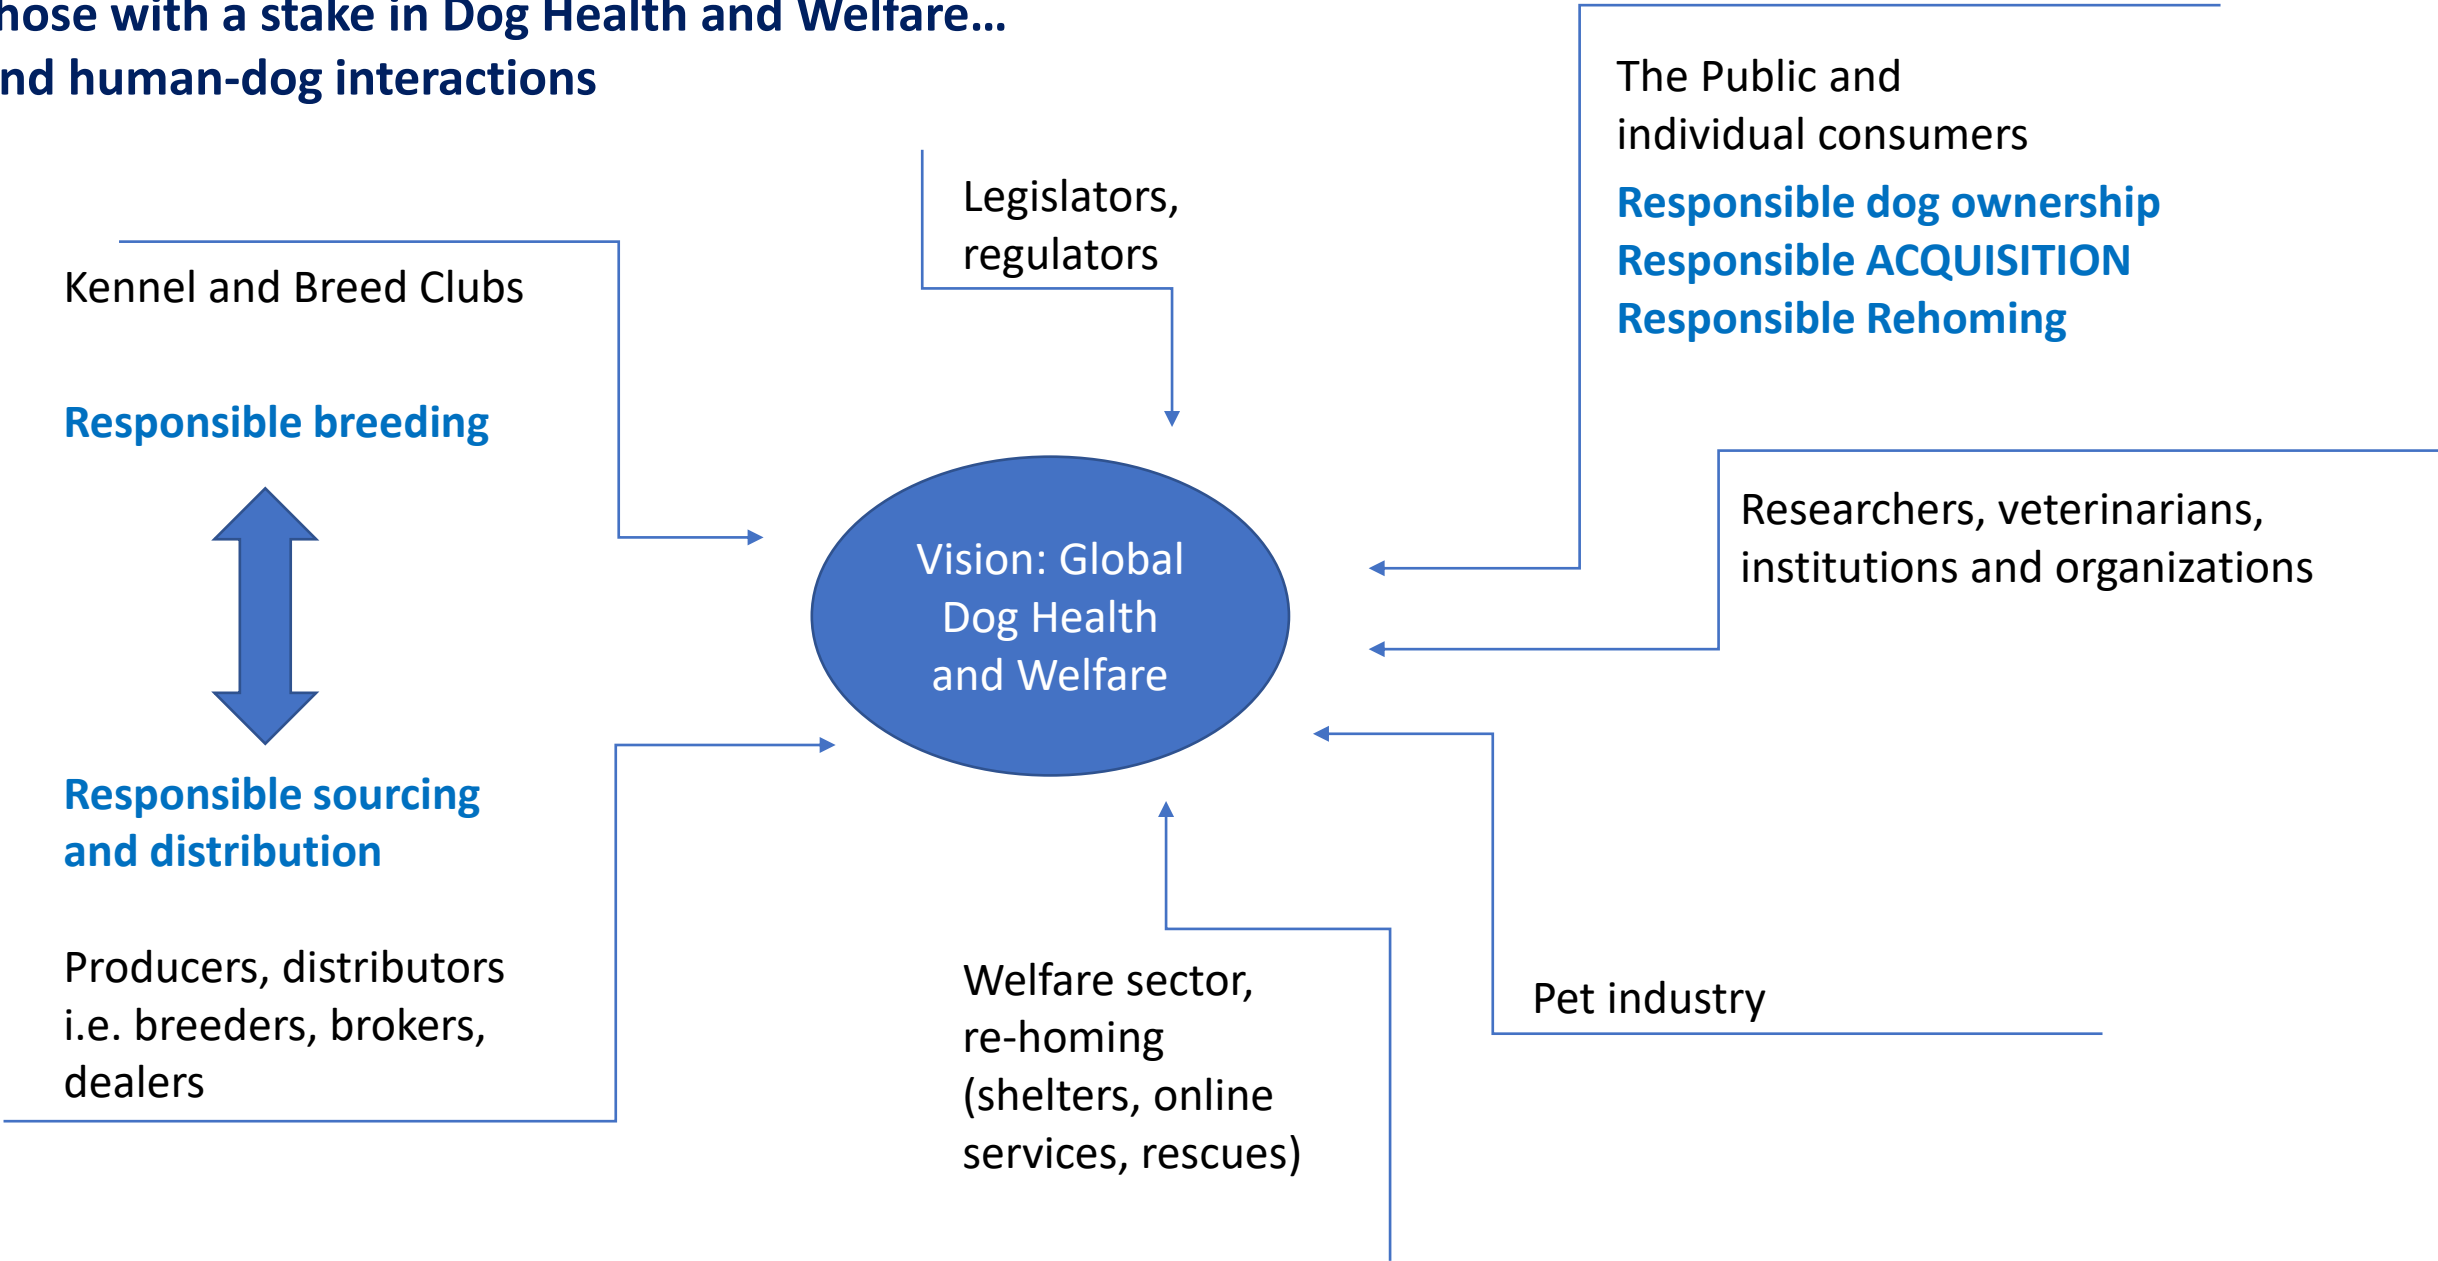 hose with a stake in Dog Health and Welfare...
nd human-dog interactions
Kennel and Breed Clubs
Responsible breeding
Responsible sourcing
and distribution
Producers, distributors
i.e. breeders, brokers,
dealers
Legislators,
regulators
Vision: Global
Dog Health
and Welfare
Welfare sector,
re-homing
(shelters, online
services, rescues)
The Public and
individual consumers
Responsible dog ownership
Responsible ACQUISITION
Responsible Rehoming
Researchers, veterinarians,
institutions and organizations
Pet industry